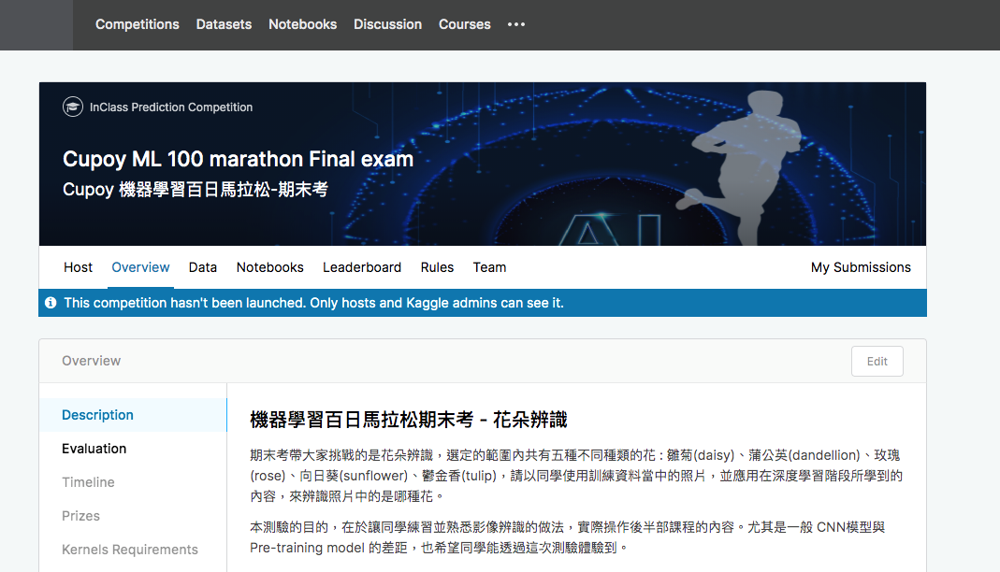 Competitions Datasets Notebooks Discussion Courses •••
InClass Prediction Competition
Cupoy ML 100 marathon Final exam
Cupoy 機器學習百日馬拉松-期末考
AI
Host Overview Data Notebooks Leaderboard Rules Team My Submissions
This competition hasn't been launched. Only hosts and Kaggle admins can see it.
Overview Edit
Description
Evaluation
Timeline
Prizes
Kernels Requirements
機器學習百日馬拉松期末考 - 花朵辨識
期末考帶大家挑戰的是花朵辨識，選定的範圍內共有五種不同種類的花 : 雛菊(daisy)、蒲公英(dandellion)、玫瑰
(rose)、向日葵(sunflower)、鬱金香(tulip)，請以同學使用訓練資料當中的照片，並應用在深度學習階段所學到的
內容，來辨識照片中的是哪種花。
本測驗的目的，在於讓同學練習並熟悉影像辨識的做法，實際操作後半部課程的內容。尤其是一般 CNN模型與
Pre-training model 的差距，也希望同學能透過這次測驗體驗到。